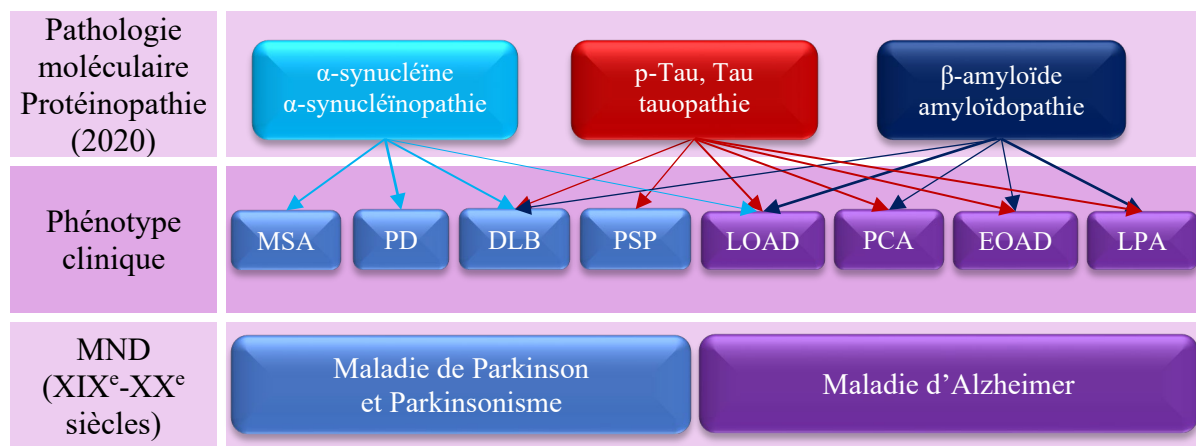 Pathologie
moléculaire
Protéinopathie
(2020)
α-synucléïne
α-synucléïnopathie
p-Tau, Tau
tauopathie
β-amyloïde
amyloïdopathie
Phénotype
clinique
MSA
PD
DLB
PSP
LOAD
PCA
EOAD
LPA
MND
(XIXᵉ-XXᵉ
siècles)
Maladie de Parkinson
et Parkinsonisme
Maladie d’Alzheimer